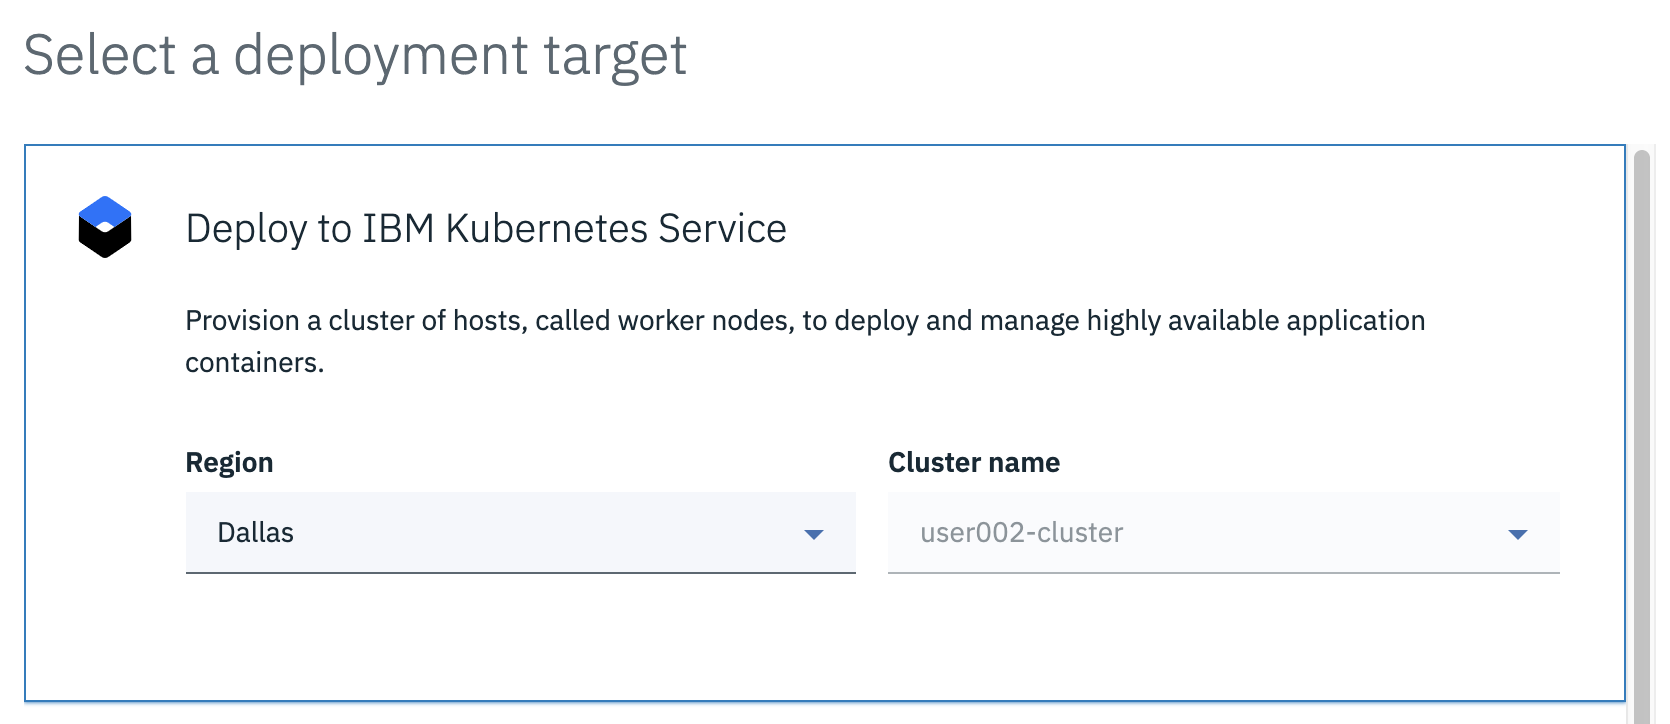 Select a deployment target
Deploy to IBM Kubernetes Service
Provision a cluster of hosts, called worker nodes, to deploy and manage highly available application
containers.
Region
Cluster name
Dallas
user002-cluster